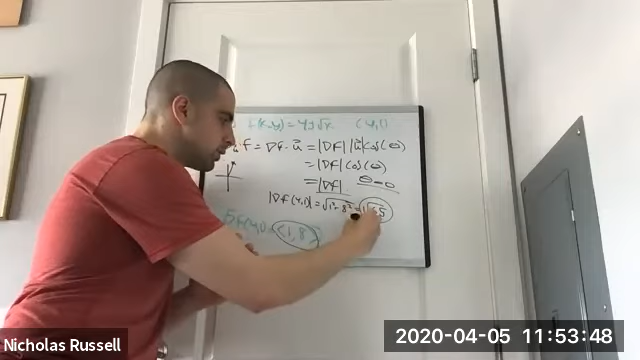 f(x,y) = 4y√x (4,1)
f = ∇f · u⃗ = |∇f| |u⃗| cos(θ)
= |∇f| cos(θ)
= |∇f| θ=0
|∇f(4,1)| = √1²+8² = √65
∇f(4,1) = <1,8>
Nicholas Russell
2020-04-05 11:53:48